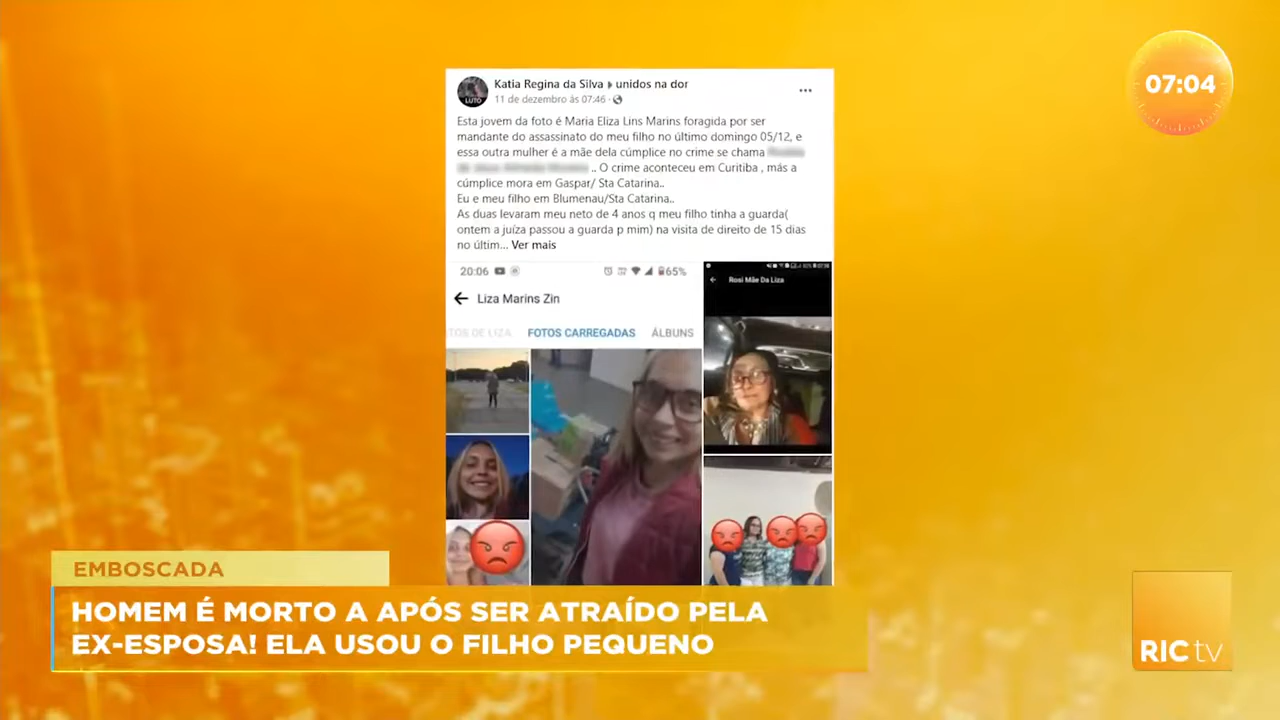 07:04
Katia Regina da Silva ▸ unidos na dor
11 de dezembro às 07:46 ·
LUTO
Esta jovem da foto é Maria Eliza Lins Marins foragida por ser
mandante do assassinato do meu filho no último domingo 05/12, e
essa outra mulher é a mãe dela cúmplice no crime se chama
.. O crime aconteceu em Curitiba , más a
cúmplice mora em Gaspar/ Sta Catarina..
Eu e meu filho em Blumenau/Sta Catarina..
As duas levaram meu neto de 4 anos q meu filho tinha a guarda(
ontem a juíza passou a guarda p mim) na visita de direito de 15 dias
no últim... Ver mais
20:06
65%
Liza Marins Zin
TOS DE LIZA FOTOS CARREGADAS ÁLBUNS
Rosi Mãe Da Liza
EMBOSCADA
HOMEM É MORTO A APÓS SER ATRAÍDO PELA
EX-ESPOSA! ELA USOU O FILHO PEQUENO
RIC tv